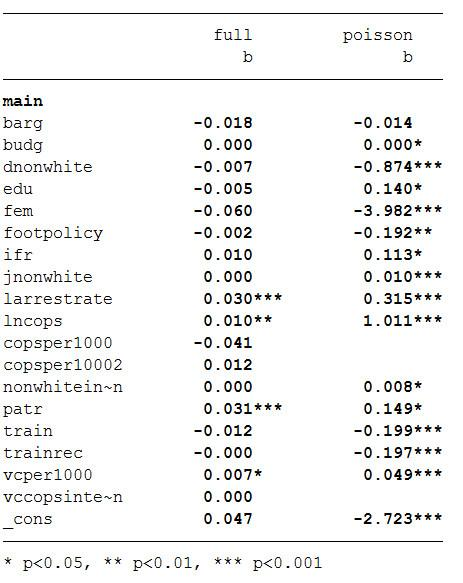 full poisson
b b
main
barg -0.018 -0.014
budg 0.000 0.000*
dnonwhite -0.007 -0.874***
edu -0.005 0.140*
fem -0.060 -3.982***
footpolicy -0.002 -0.192**
ifr 0.010 0.113*
jnonwhite 0.000 0.010***
larrestrate 0.030*** 0.315***
lncops 0.010** 1.011***
copsper1000 -0.041
copsper10002 0.012
nonwhitein~n 0.000 0.008*
patr 0.031*** 0.149*
train -0.012 -0.199***
trainrec -0.000 -0.197***
vcper1000 0.007* 0.049***
vccopsinte~n 0.000
_cons 0.047 -2.723***
* p<0.05, ** p<0.01, *** p<0.001